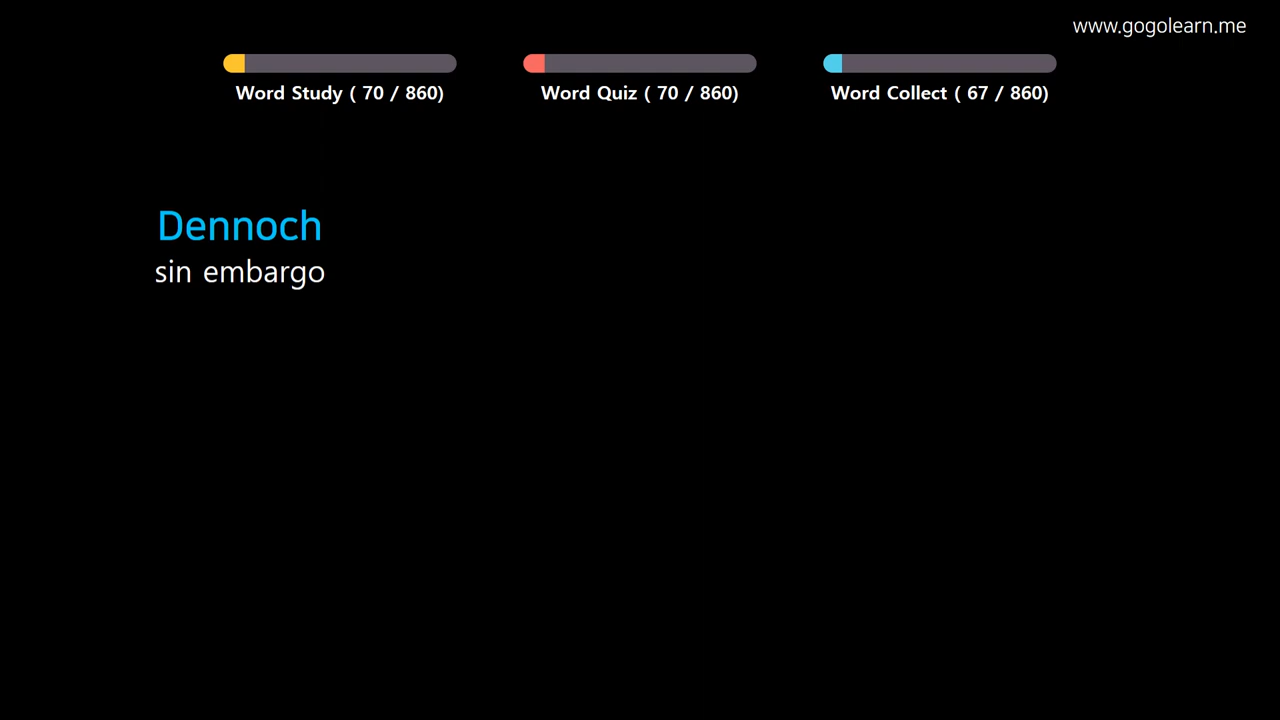 www.gogolearn.me
Word Study ( 70 / 860)
Word Quiz ( 70 / 860)
Word Collect ( 67 / 860)
Dennoch
sin embargo